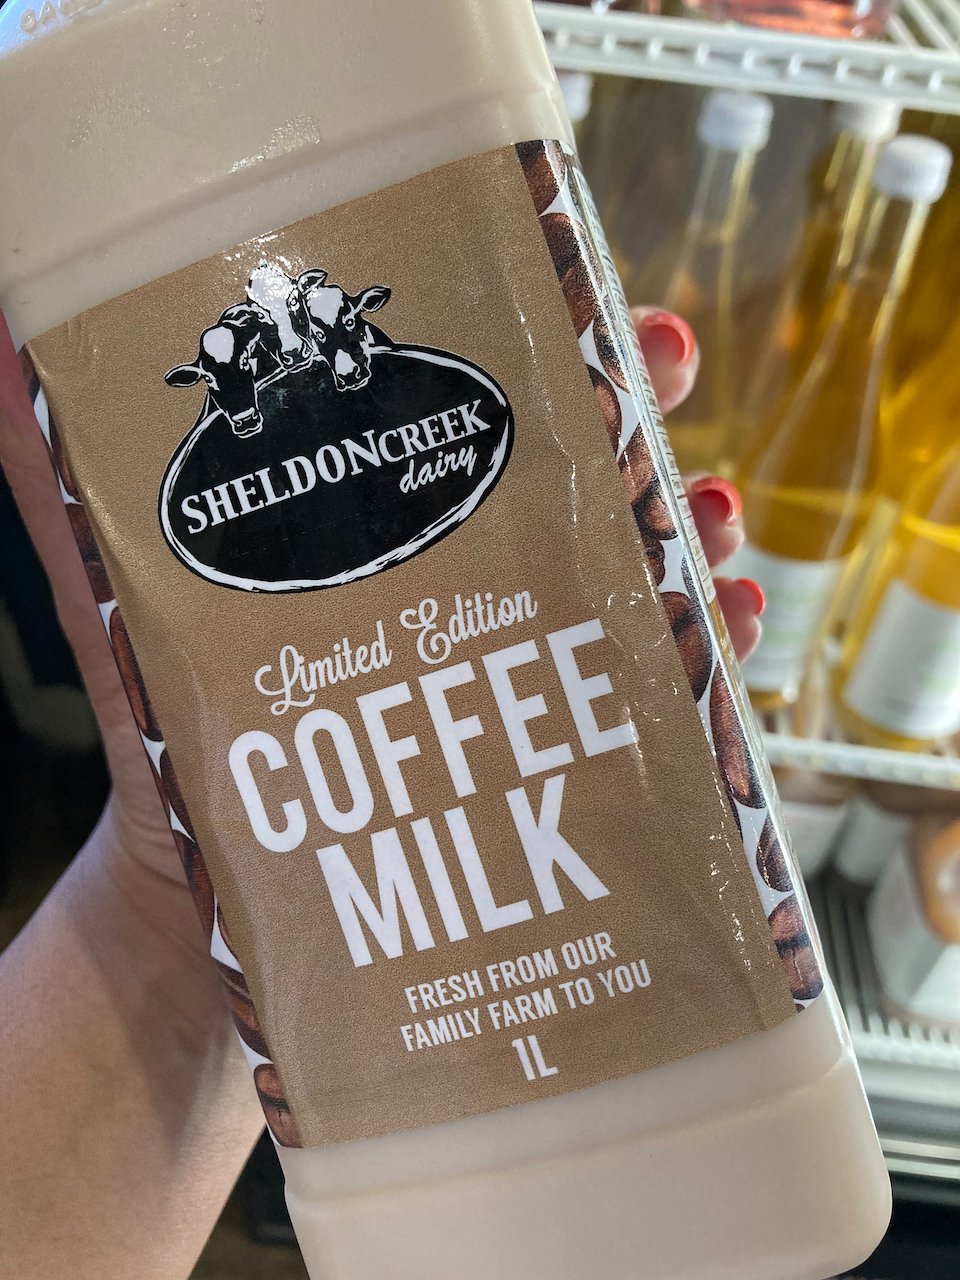 SHELDONCREEK
dairy
Limited Edition
COFFEE
MILK
FRESH FROM OUR
FAMILY FARM TO YOU
1L